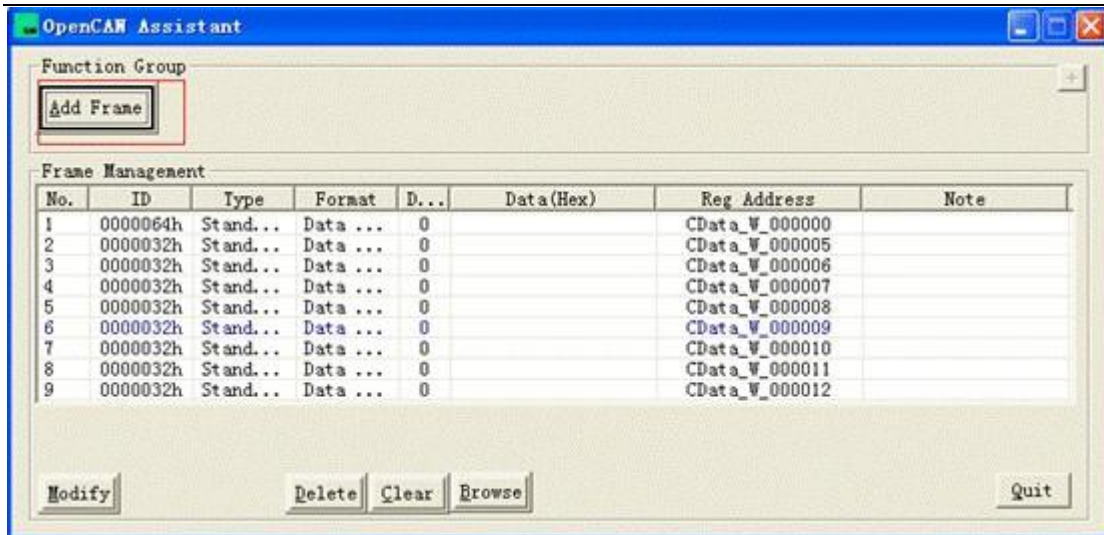 OpenCAN Assistant
Function Group
+
Add Frame
Frame Management
No. ID Type Format D... Data(Hex) Reg Address Note
1 0000064h Stand... Data ... 0 CData_W_000000
2 0000032h Stand... Data ... 0 CData_W_000005
3 0000032h Stand... Data ... 0 CData_W_000006
4 0000032h Stand... Data ... 0 CData_W_000007
5 0000032h Stand... Data ... 0 CData_W_000008
6 0000032h Stand... Data ... 0 CData_W_000009
7 0000032h Stand... Data ... 0 CData_W_000010
8 0000032h Stand... Data ... 0 CData_W_000011
9 0000032h Stand... Data ... 0 CData_W_000012
Modify Delete Clear Browse Quit